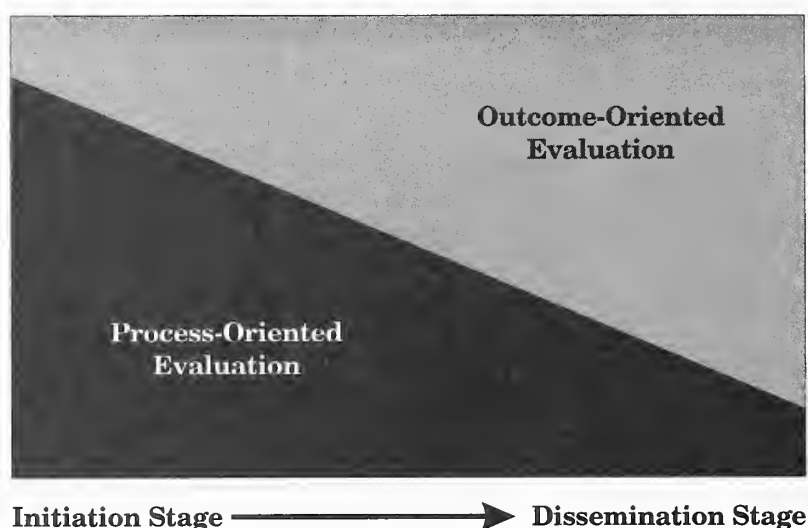 Outcome-Oriented
Evaluation
Process-Oriented
Evaluation
Initiation Stage
Dissemination Stage